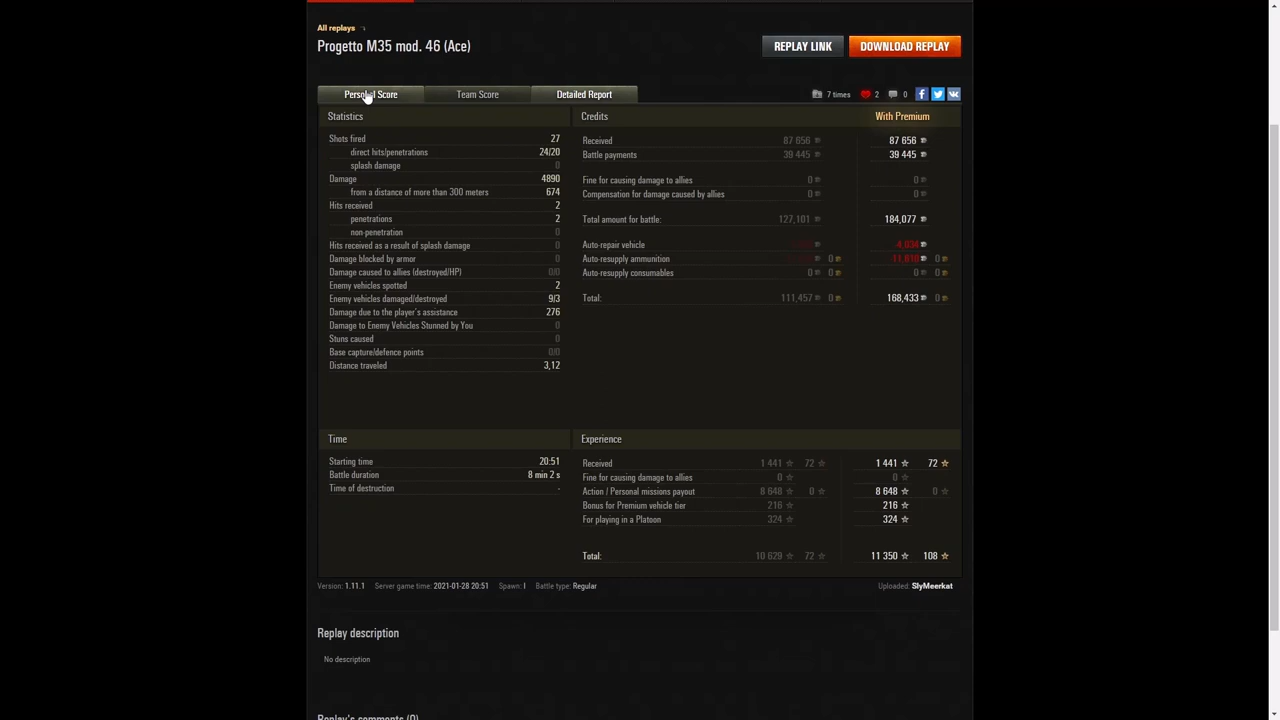 All replays
Progetto M35 mod. 46 (Ace)
REPLAY LINK
DOWNLOAD REPLAY
Personal Score
Team Score
Detailed Report
7 times
2
0
Statistics
Shots fired 27
direct hits/penetrations 24/20
splash damage 0
Damage 4890
from a distance of more than 300 meters 674
Hits received 2
penetrations 2
non-penetration 0
Hits received as a result of splash damage 0
Damage blocked by armor 0
Damage caused to allies (destroyed/HP) 0/0
Enemy vehicles spotted 2
Enemy vehicles damaged/destroyed 9/3
Damage due to the player's assistance 276
Damage to Enemy Vehicles Stunned by You 0
Stuns caused 0
Base capture/defence points 0/0
Distance traveled 3,12
Credits With Premium
Received 87 656 87 656
Battle payments 39 445 39 445
Fine for causing damage to allies 0 0
Compensation for damage caused by allies 0 0
Total amount for battle: 127,101 184,077
Auto-repair vehicle -4,034
Auto-resupply ammunition 0 -11,610 0
Auto-resupply consumables 0 0 0 0
Total: 111,457 0 168,433 0
Time
Starting time 20:51
Battle duration 8 min 2 s
Time of destruction -
Experience
Received 1 441 72 1 441 72
Fine for causing damage to allies 0 0
Action / Personal missions payout 8 648 0 8 648 0
Bonus for Premium vehicle tier 216 216
For playing in a Platoon 324 324
Total: 10 629 72 11 350 108
Version: 1.11.1 Server game time: 2021-01-28 20:51 Spawn: I Battle type: Regular
Uploaded: SlyMeerkat
Replay description
No description
Replay's comments (0)